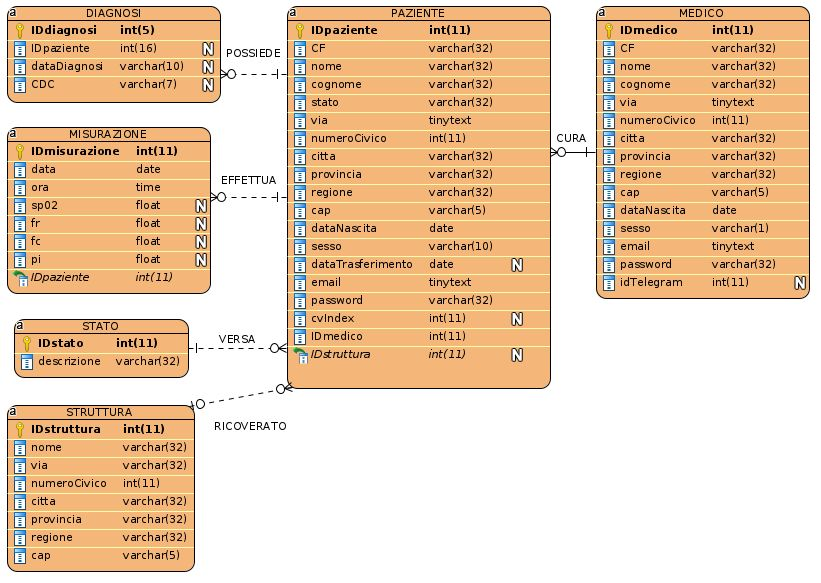 a DIAGNOSI
IDdiagnosi int(5)
IDpaziente int(16) N
dataDiagnosi varchar(10) N
CDC varchar(7) N
POSSIEDE
a MISURAZIONE
IDmisurazione int(11)
data date
ora time
sp02 float N
fr float N
fc float N
pi float N
IDpaziente int(11)
EFFETTUA
a STATO
IDstato int(11)
descrizione varchar(32)
VERSA
a STRUTTURA
IDstruttura int(11)
nome varchar(32)
via varchar(32)
numeroCivico int(11)
citta varchar(32)
provincia varchar(32)
regione varchar(32)
cap varchar(5)
RICOVERATO
a PAZIENTE
IDpaziente int(11)
CF varchar(32)
nome varchar(32)
cognome varchar(32)
stato varchar(32)
via tinytext
numeroCivico int(11)
citta varchar(32)
provincia varchar(32)
regione varchar(32)
cap varchar(5)
dataNascita date
sesso varchar(10)
dataTrasferimento date N
email tinytext
password varchar(32)
cvIndex int(11) N
IDmedico int(11)
IDstruttura int(11) N
CURA
a MEDICO
IDmedico int(11)
CF varchar(32)
nome varchar(32)
cognome varchar(32)
via tinytext
numeroCivico int(11)
citta varchar(32)
provincia varchar(32)
regione varchar(32)
cap varchar(5)
dataNascita date
sesso varchar(1)
email tinytext
password varchar(32)
idTelegram int(11) N